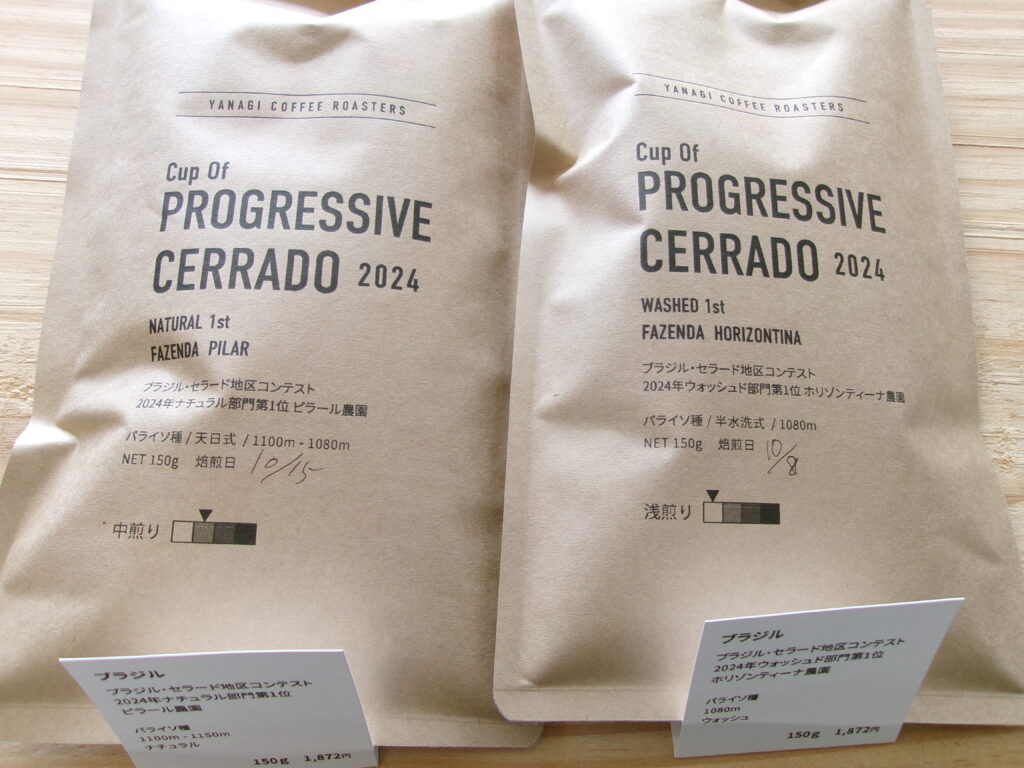 YANAGI COFFEE ROASTERS
Cup Of
PROGRESSIVE
CERRADO 2024
NATURAL 1st
FAZENDA PILAR
ブラジル・セラード地区コンテスト
2024年ナチュラル部門第1位 ピラール農園
パライソ種 / 天日式 / 1100m - 1080m
NET 150g 焙煎日 10/15
中煎り
ブラジル
ブラジル・セラード地区コンテスト
2024年ナチュラル部門第1位
ピラール農園
パライソ種
1100m - 1150m
ナチュラル
150g 1,872円
YANAGI COFFEE ROASTERS
Cup Of
PROGRESSIVE
CERRADO 2024
WASHED 1st
FAZENDA HORIZONTINA
ブラジル・セラード地区コンテスト
2024年ウォッシュド部門第1位 ホリゾンティーナ農園
パライソ種 / 半水洗式 / 1080m
NET 150g 焙煎日 10/8
浅煎り
ブラジル
ブラジル・セラード地区コンテスト
2024年ウォッシュド部門第1位
ホリゾンティーナ農園
パライソ種
1080m
ウォッシュ
150g 1,872円